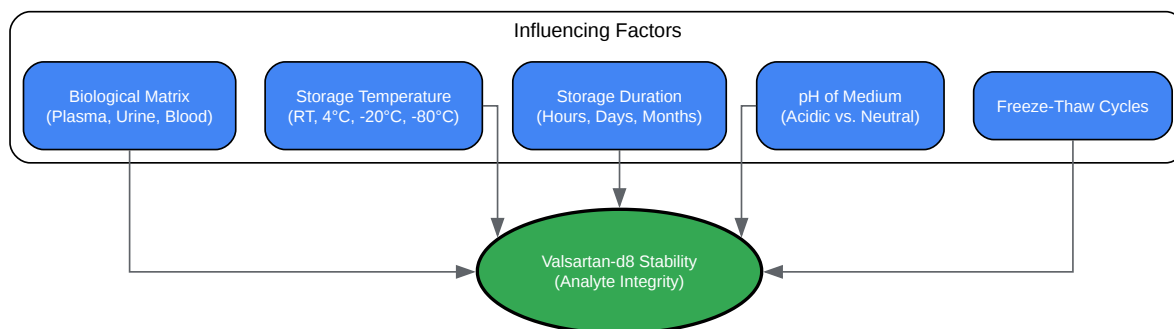 Influencing Factors
Biological Matrix
(Plasma, Urine, Blood)
Storage Temperature
(RT, 4°C, -20°C, -80°C)
Storage Duration
(Hours, Days, Months)
pH of Medium
(Acidic vs. Neutral)
Freeze-Thaw Cycles
Valsartan-d8 Stability
(Analyte Integrity)